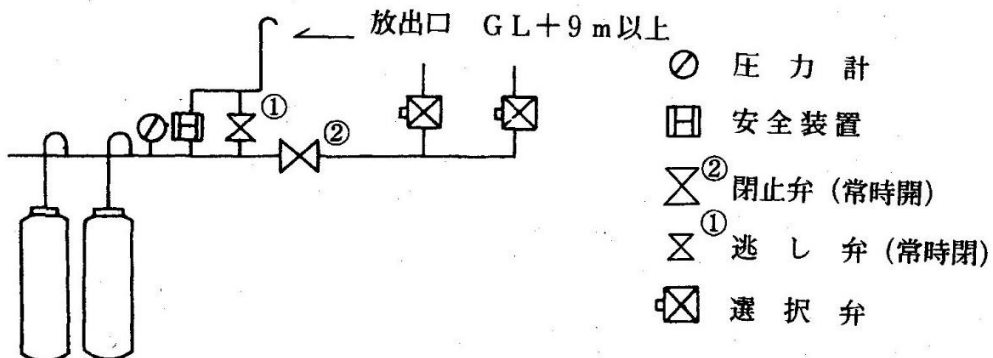 放出口 GL+9m以上
①
②
圧力計
安全装置
②閉止弁(常時開)
①逃し弁(常時閉)
選択弁